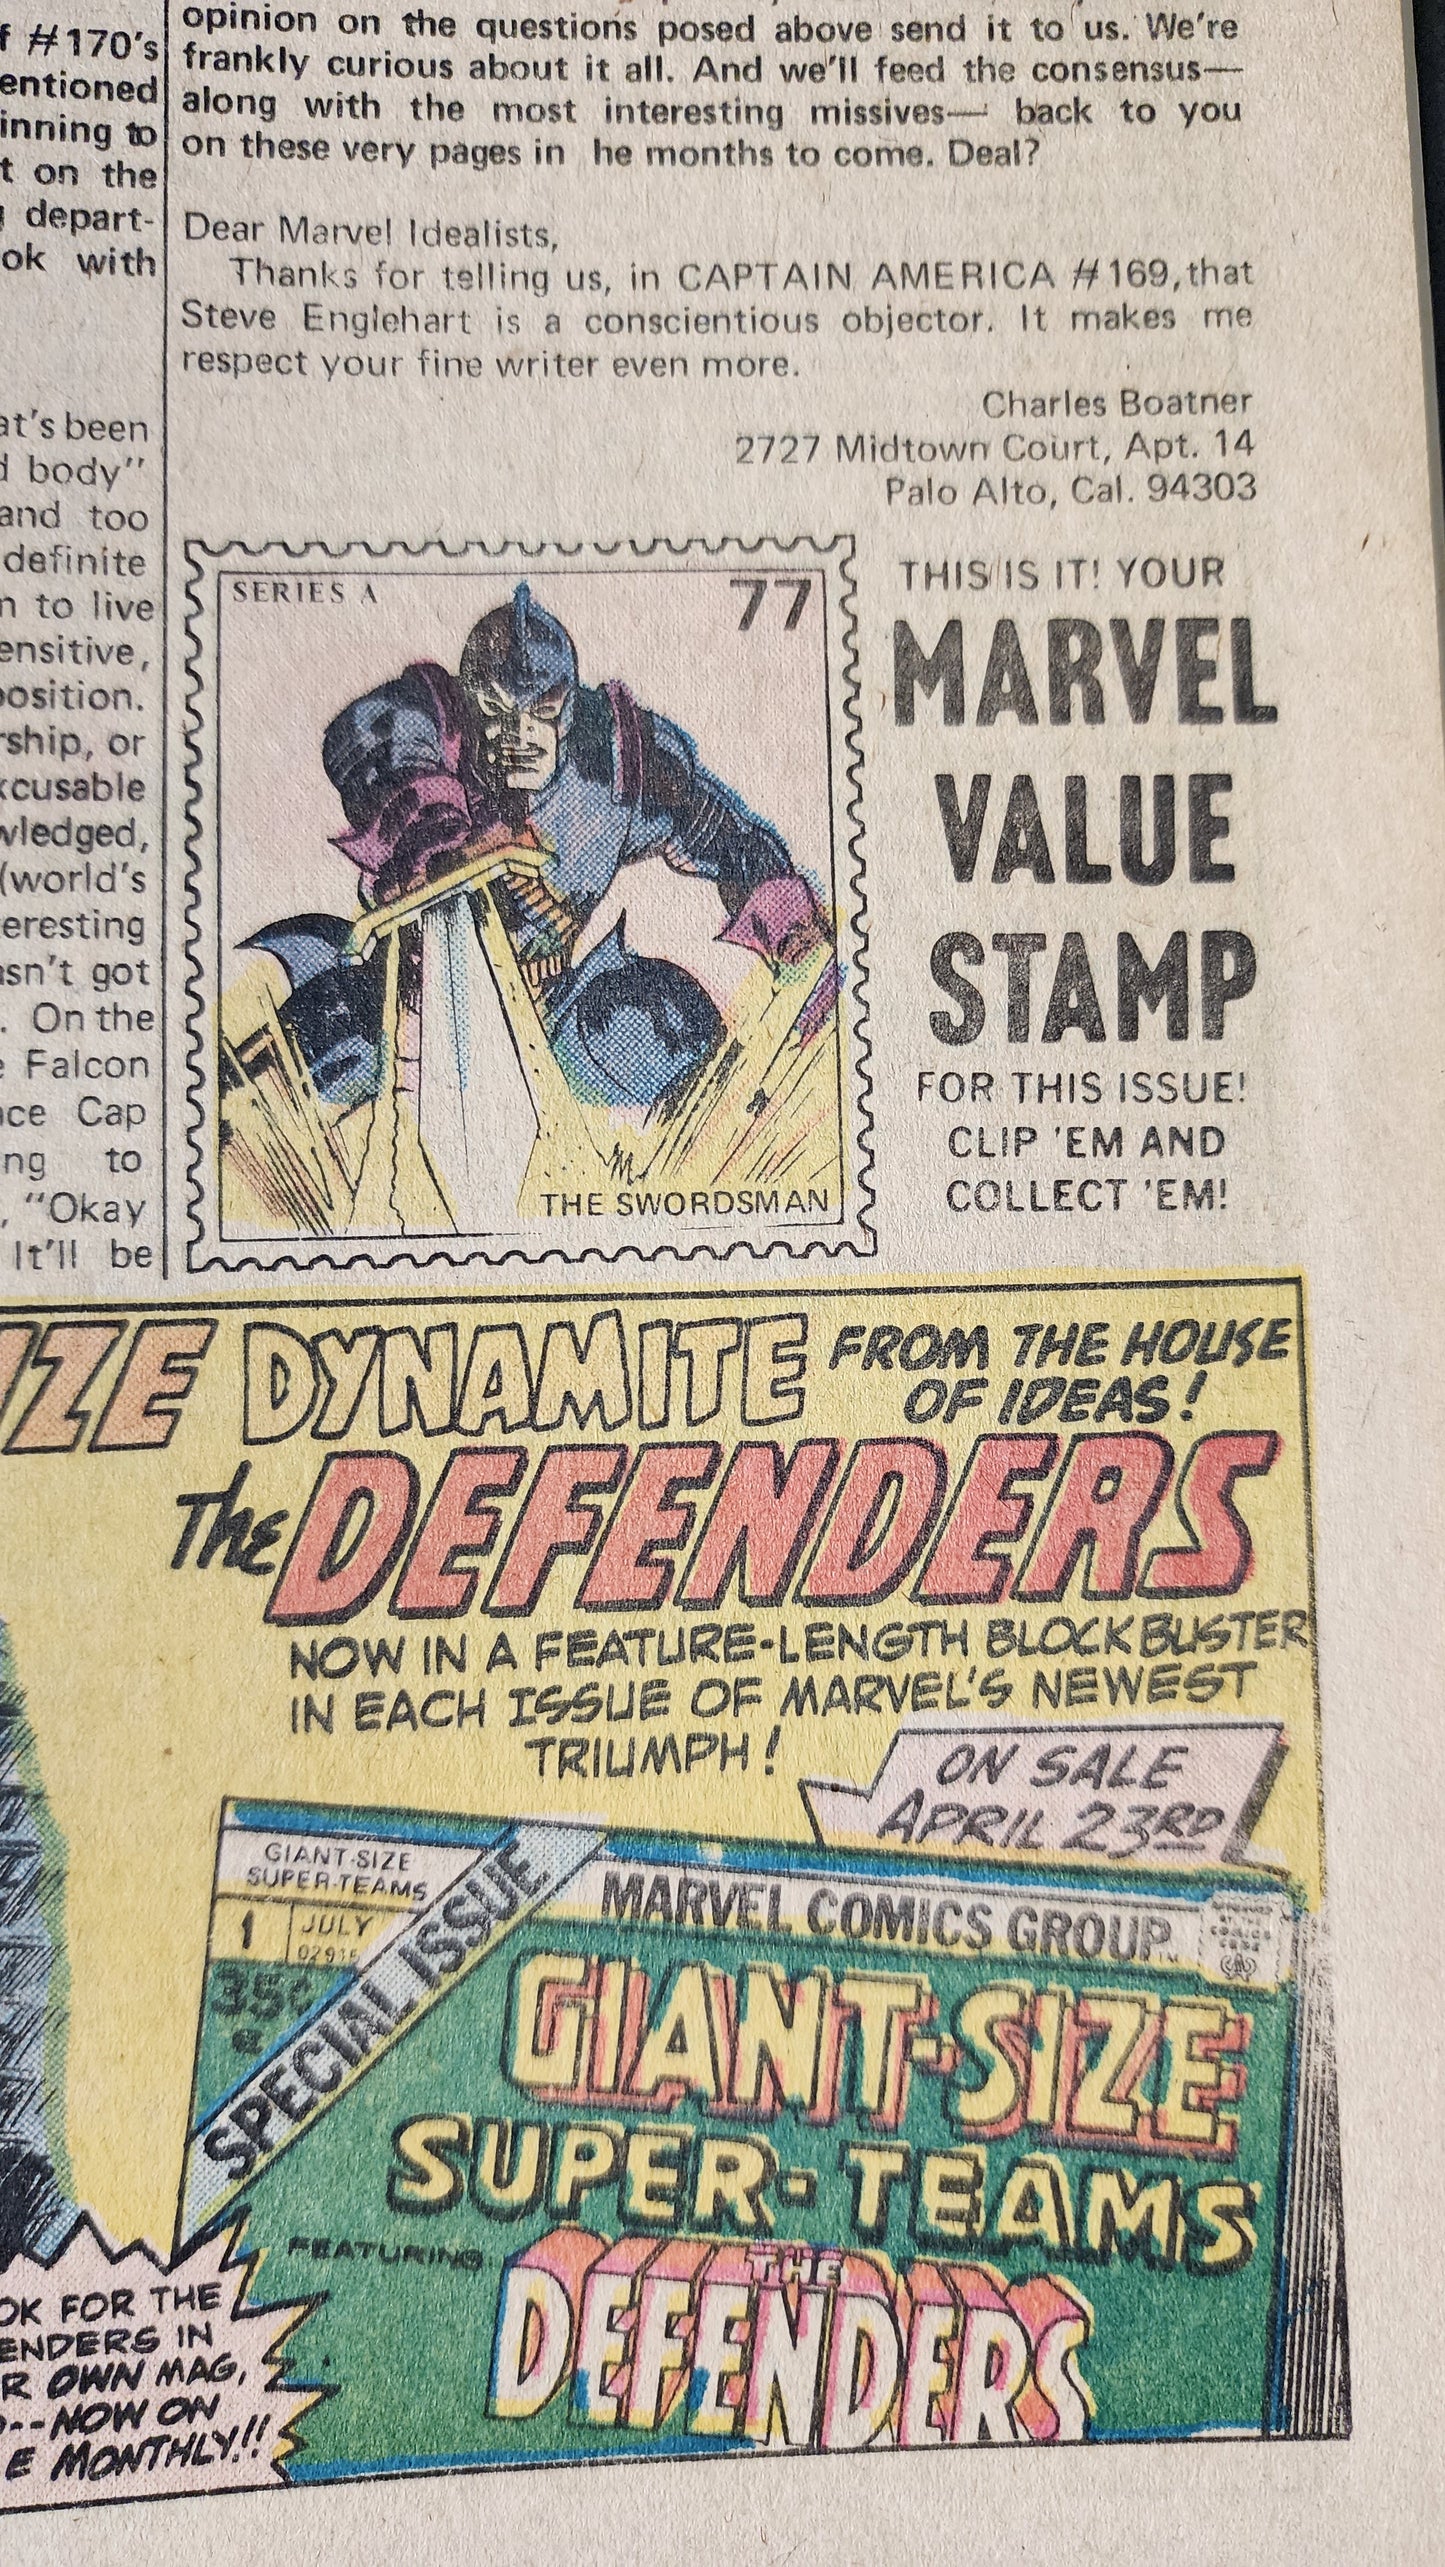 f #170's
entioned
inning to
t on the
depart-
ok with
at's been
d body"
and too
definite
n to live
ensitive,
position.
rship, or
xcusable
wledged,
(world's
teresting
asn't got
. On the
e Falcon
nce Cap
ng to
, "Okay
It'll be
opinion on the questions posed above send it to us. We're
frankly curious about it all. And we'll feed the consensus—
along with the most interesting missives— back to you
on these very pages in he months to come. Deal?
Dear Marvel Idealists,
Thanks for telling us, in CAPTAIN AMERICA #169, that
Steve Englehart is a conscientious objector. It makes me
respect your fine writer even more.
Charles Boatner
2727 Midtown Court, Apt. 14
Palo Alto, Cal. 94303
SERIES A 77
THE SWORDSMAN
THIS IS IT! YOUR
MARVEL
VALUE
STAMP
FOR THIS ISSUE!
CLIP 'EM AND
COLLECT 'EM!
IZE DYNAMITE FROM THE HOUSE
OF IDEAS!
The DEFENDERS
NOW IN A FEATURE-LENGTH BLOCKBUSTER
IN EACH ISSUE OF MARVEL'S NEWEST
TRIUMPH!
ON SALE
APRIL 23RD
GIANT-SIZE
SUPER-TEAMS
1 JULY
02915
35¢
SPECIAL ISSUE
MARVEL COMICS GROUP
APPROVED
BY THE
COMICS
CODE
GIANT-SIZE
SUPER-TEAMS
FEATURING
THE
DEFENDERS
OK FOR THE
ENDERS IN
R OWN MAG,
--NOW ON
E MONTHLY!!